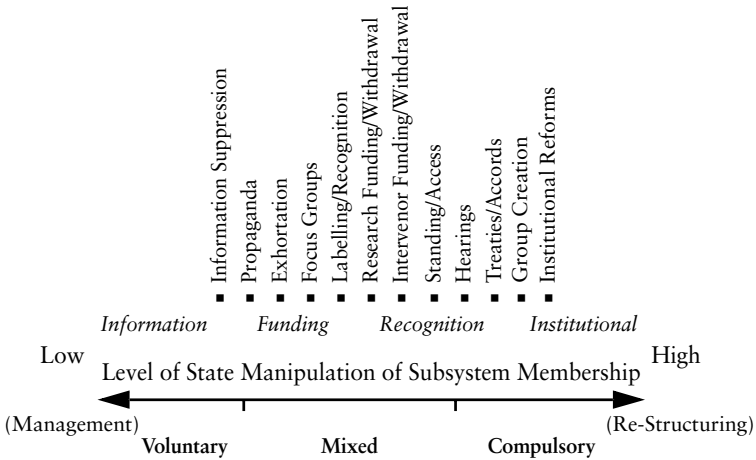 Information Suppression
Propaganda
Exhortation
Focus Groups
Labelling/Recognition
Research Funding/Withdrawal
Intervenor Funding/Withdrawal
Standing/Access
Hearings
Treaties/Accords
Group Creation
Institutional Reforms
Information Funding Recognition Institutional
Low High
Level of State Manipulation of Subsystem Membership
(Management) (Re-Structuring)
Voluntary Mixed Compulsory